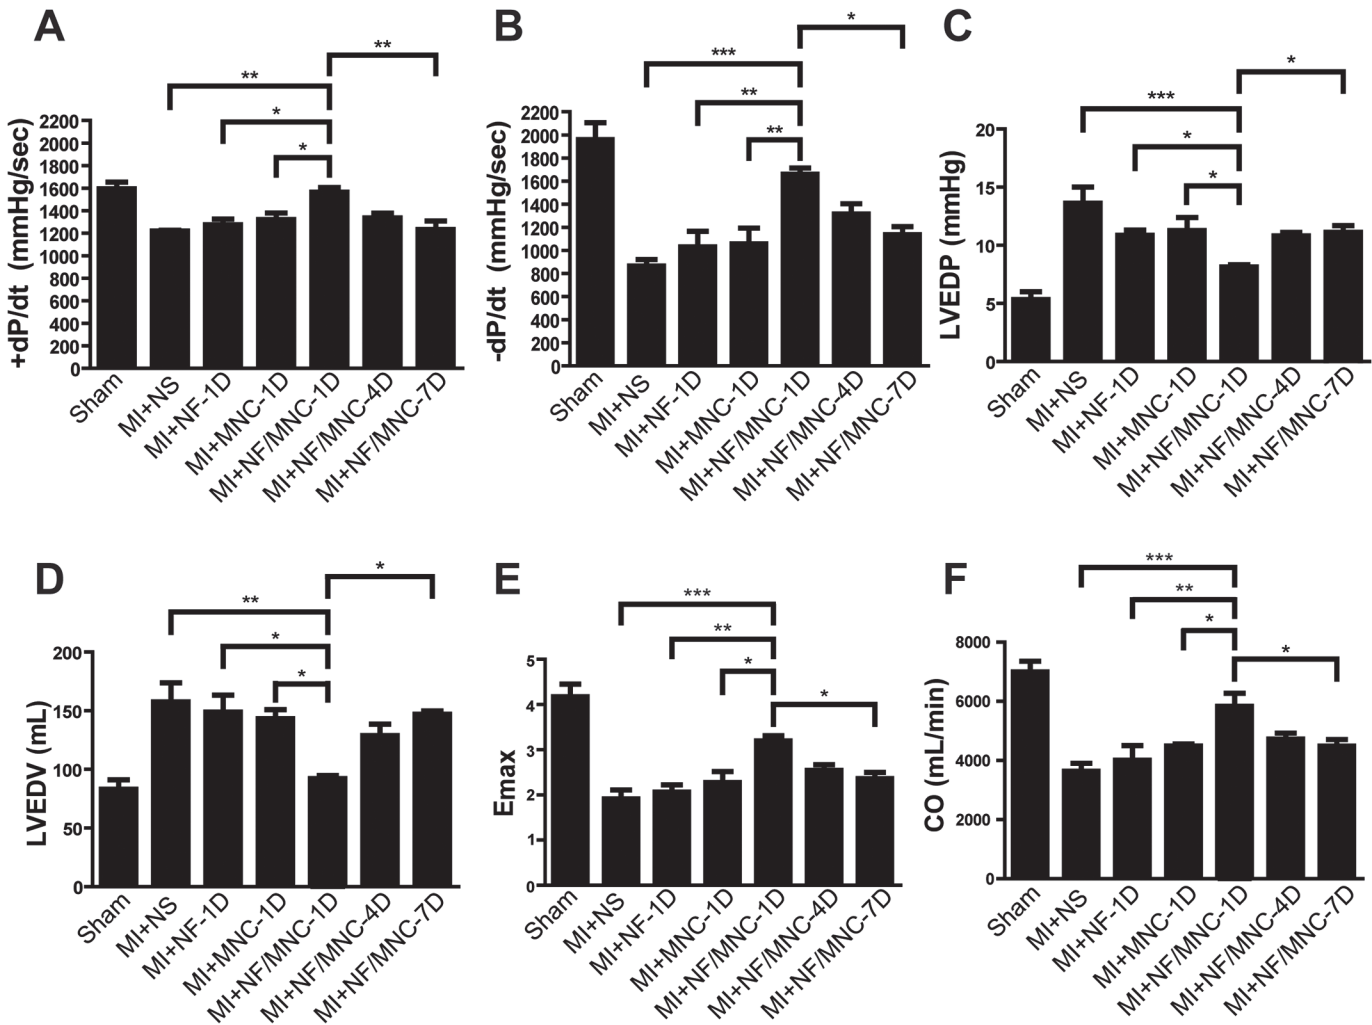 A
+dP/dt (mmHg/sec)
2200
2000
1800
1600
1400
1200
1000
800
600
400
200
0
**
**
*
*
Sham
MI+NS
MI+NF-1D
MI+MNC-1D
MI+NF/MNC-1D
MI+NF/MNC-4D
MI+NF/MNC-7D
B
-dP/dt (mmHg/sec)
2200
2000
1800
1600
1400
1200
1000
800
600
400
200
0
*
***
**
**
Sham
MI+NS
MI+NF-1D
MI+MNC-1D
MI+NF/MNC-1D
MI+NF/MNC-4D
MI+NF/MNC-7D
C
LVEDP (mmHg)
20
15
10
5
0
*
***
*
*
Sham
MI+NS
MI+NF-1D
MI+MNC-1D
MI+NF/MNC-1D
MI+NF/MNC-4D
MI+NF/MNC-7D
D
LVEDV (mL)
200
150
100
50
0
*
**
*
*
Sham
MI+NS
MI+NF-1D
MI+MNC-1D
MI+NF/MNC-1D
MI+NF/MNC-4D
MI+NF/MNC-7D
E
Emax
5
4
3
2
1
0
***
**
*
*
Sham
MI+NS
MI+NF-1D
MI+MNC-1D
MI+NF/MNC-1D
MI+NF/MNC-4D
MI+NF/MNC-7D
F
CO (mL/min)
8000
6000
4000
2000
0
***
**
*
*
Sham
MI+NS
MI+NF-1D
MI+MNC-1D
MI+NF/MNC-1D
MI+NF/MNC-4D
MI+NF/MNC-7D